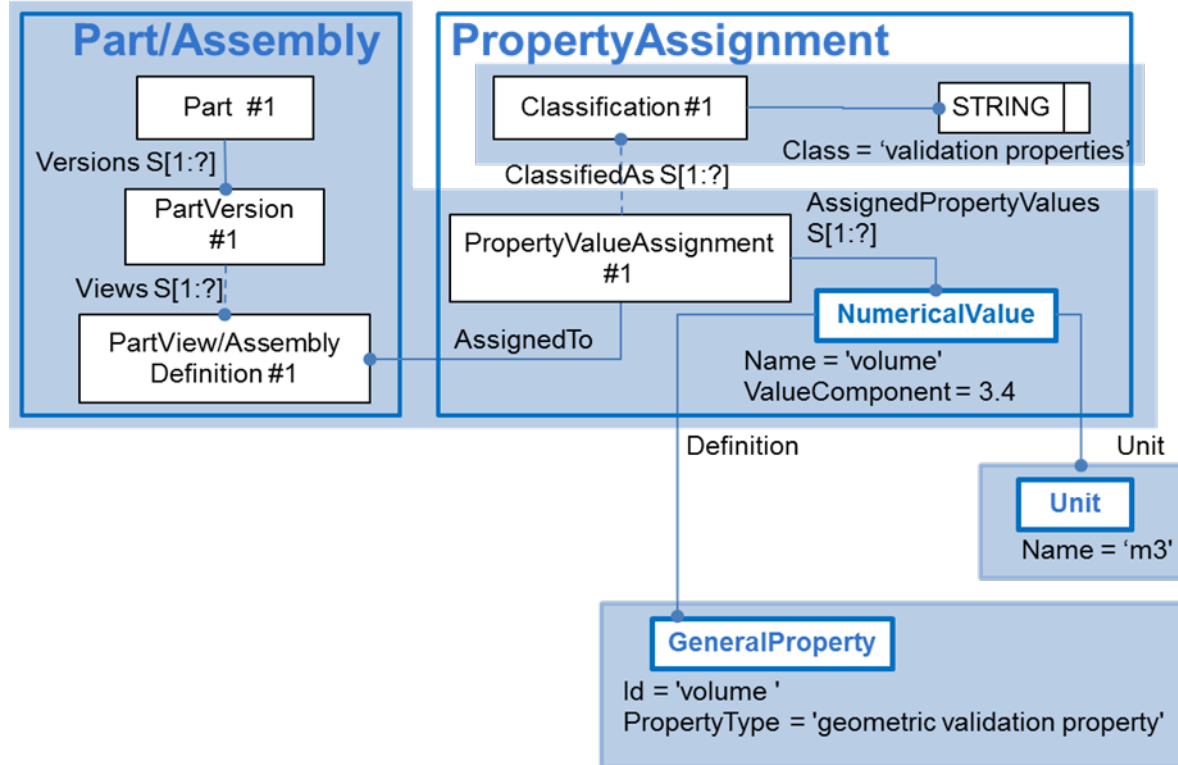 Part/Assembly
Part #1
Versions S[1:?]
PartVersion
#1
Views S[1:?]
PartView/Assembly
Definition #1
PropertyAssignment
Classification #1
STRING
Class = ‘validation properties’
ClassifiedAs S[1:?]
AssignedPropertyValues
S[1:?]
PropertyValueAssignment
#1
AssignedTo
NumericalValue
Name = 'volume'
ValueComponent = 3.4
Definition
Unit
Unit
Name = ‘m3'
GeneralProperty
Id = 'volume '
PropertyType = 'geometric validation property'